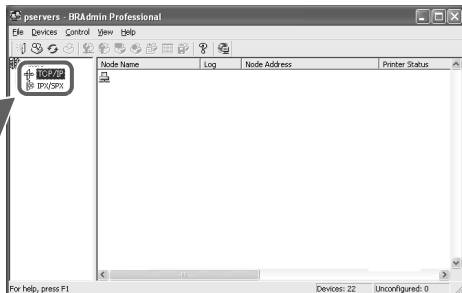 pservers - BRAdmin Professional
File Devices Control View Help
Node Name Log Node Address Printer Status
TCP/IP
IPX/SPX
For help, press F1 Devices: 22 Unconfigured: 0